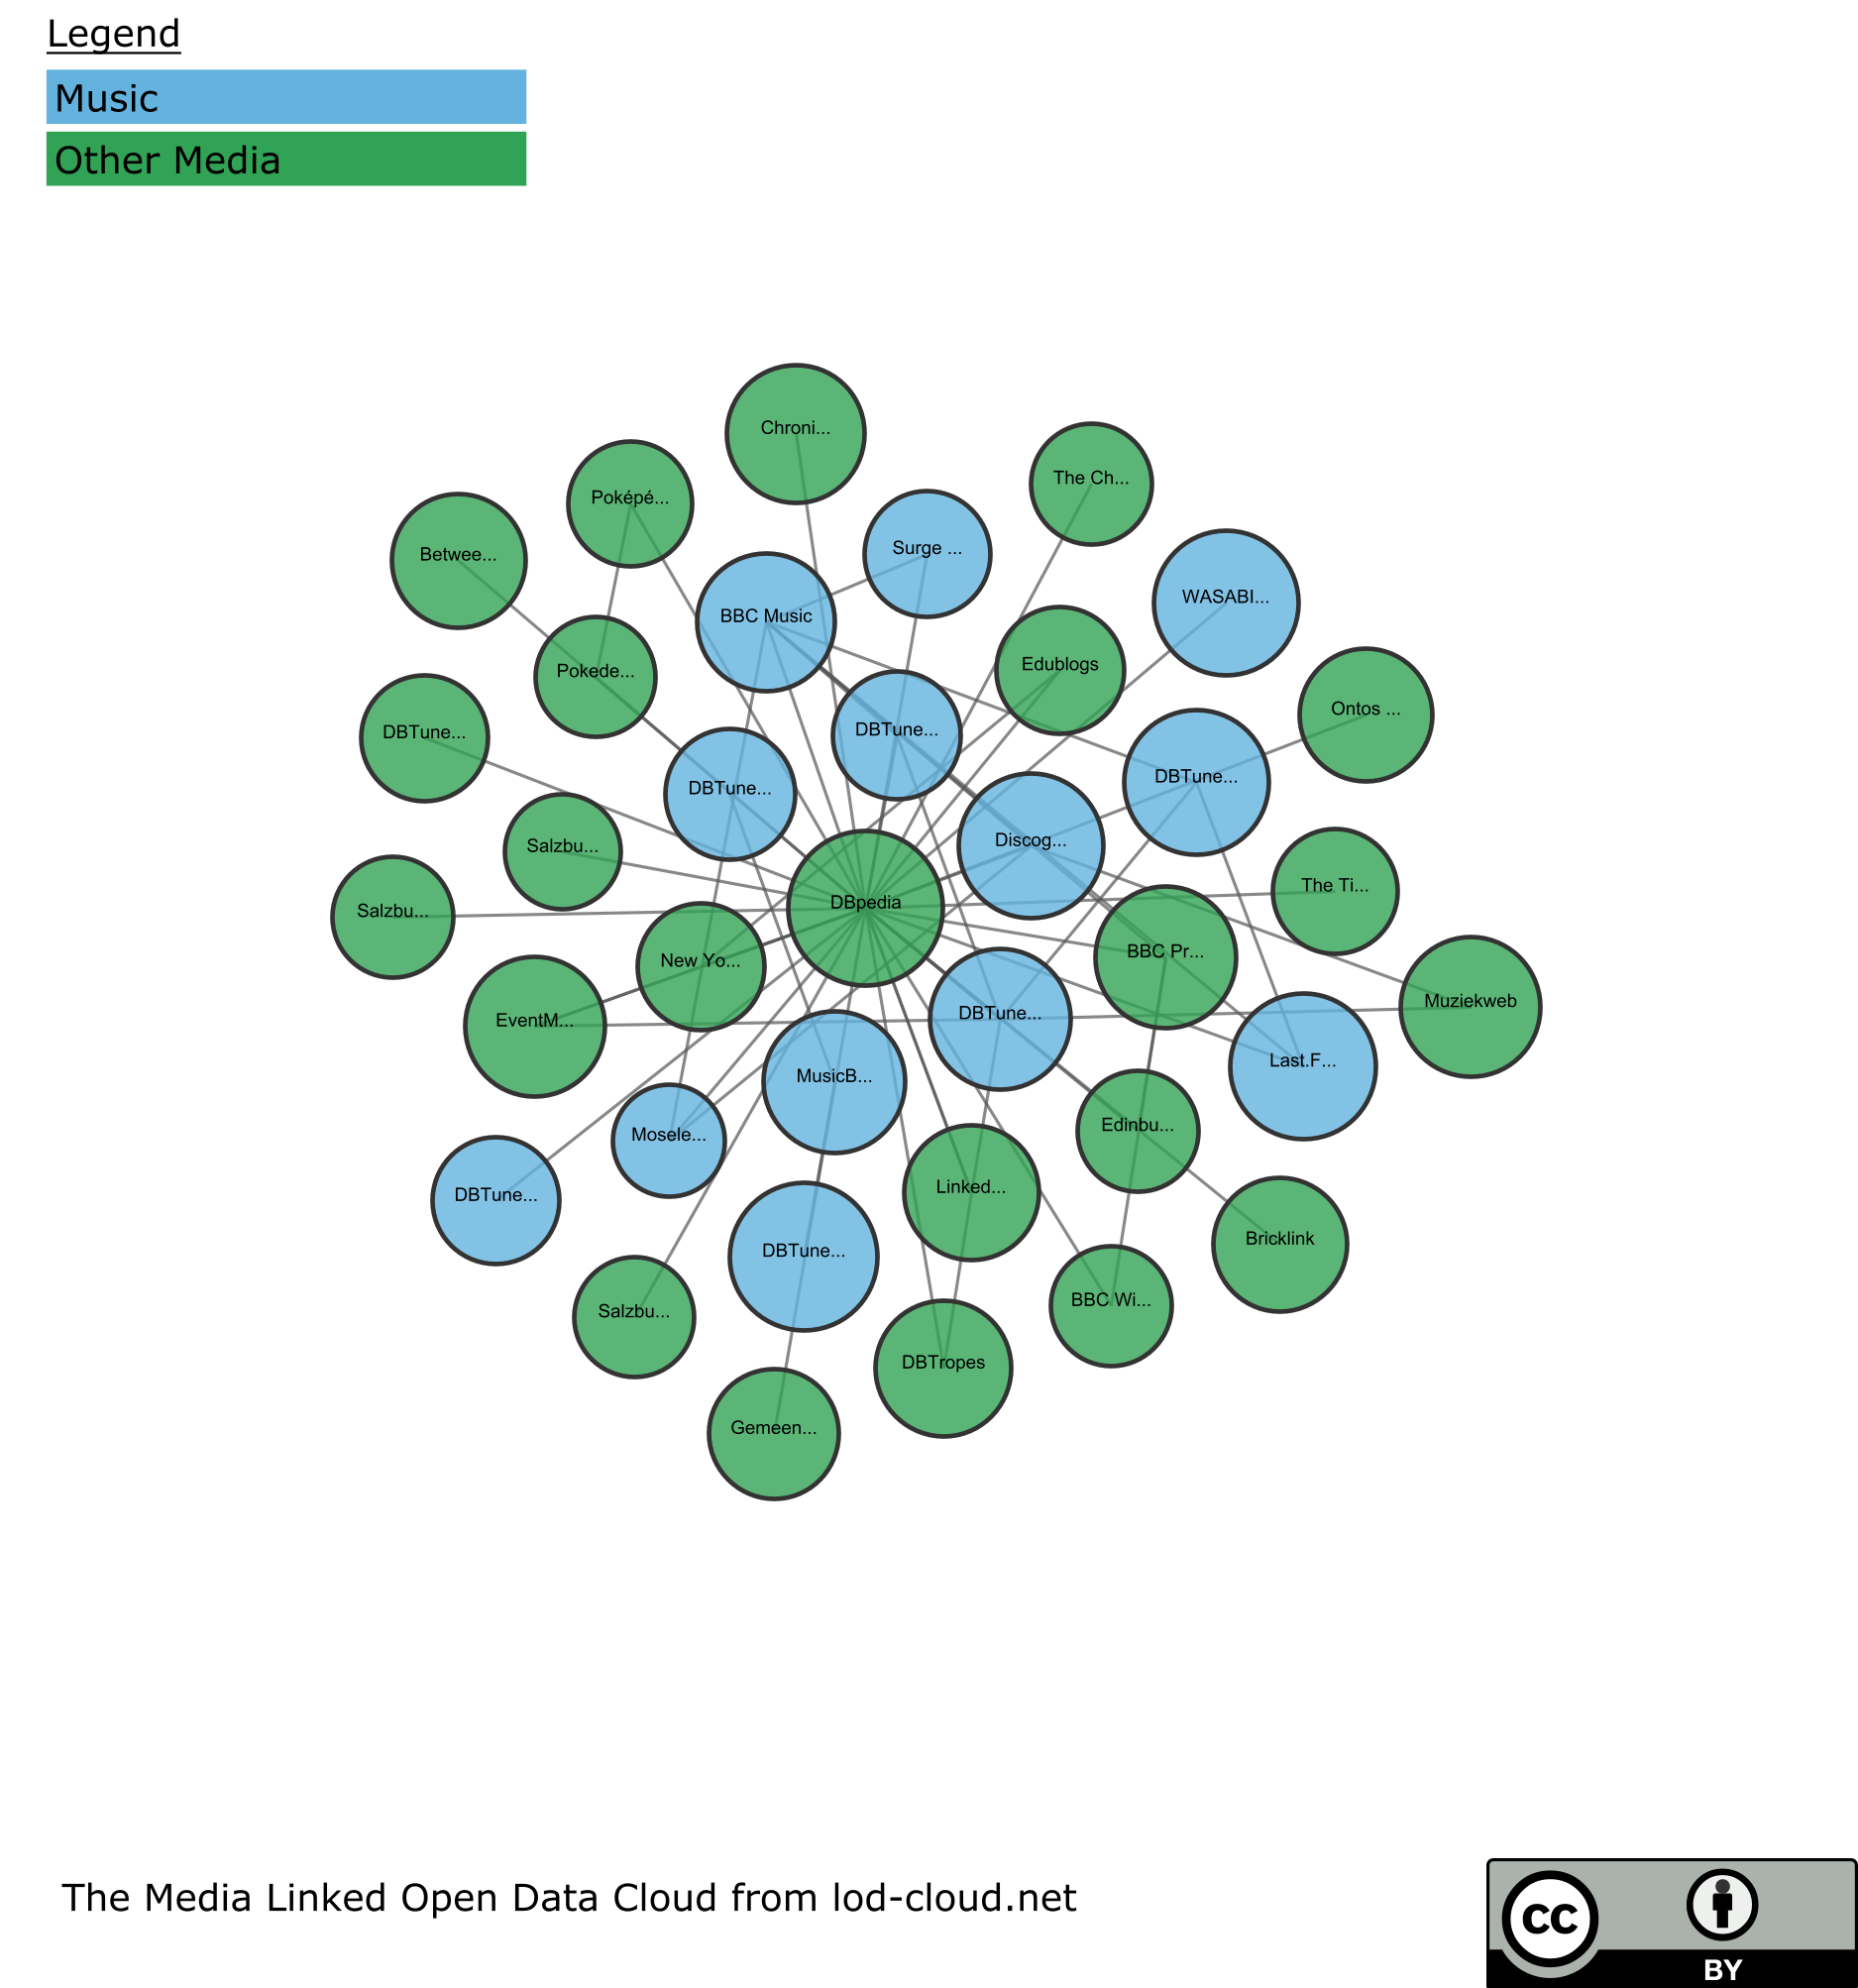 Legend
Music
Other Media
Chroni...
The Ch...
Poképé...
Surge ...
Betwee...
WASABI...
BBC Music
Edublogs
Pokede...
Ontos ...
DBTune...
DBTune...
DBTune...
DBTune...
Discog...
Salzbu...
The Ti...
DBpedia
Salzbu...
BBC Pr...
New Yo...
Muziekweb
DBTune...
EventM...
Last.F...
MusicB...
Edinbu...
Mosele...
Linked...
DBTune...
Bricklink
DBTune...
BBC Wi...
Salzbu...
DBTropes
Gemeen...
The Media Linked Open Data Cloud from lod-cloud.net
cc
BY